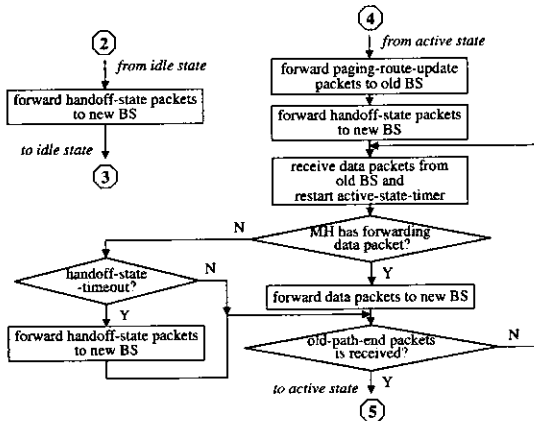 2
from idle state
forward handoff-state packets
to new BS
to idle state
3
4
from active state
forward paging-route-update
packets to old BS
forward handoff-state packets
to new BS
receive data packets from
old BS and
restart active-state-timer
N
MH has forwarding
data packet?
Y
handoff-state
-timeout?
N
Y
forward data packets to new BS
forward handoff-state packets
to new BS
old-path-end packets
is received?
N
Y
to active state
5